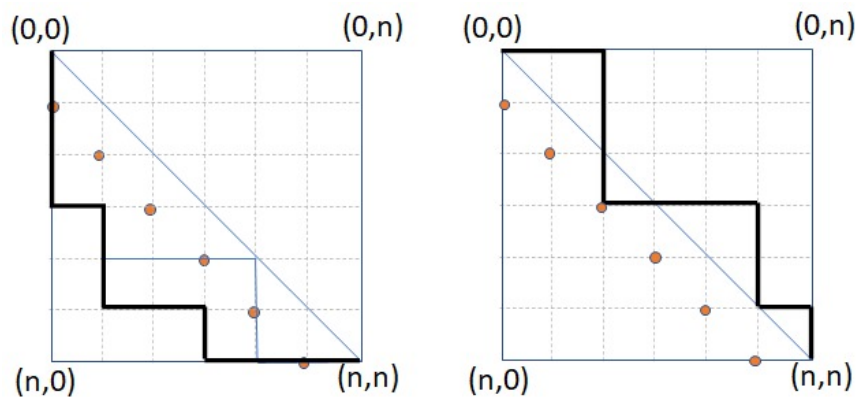 (0,0) (0,n) (0,0) (0,n)
(n,0) (n,n) (n,0) (n,n)